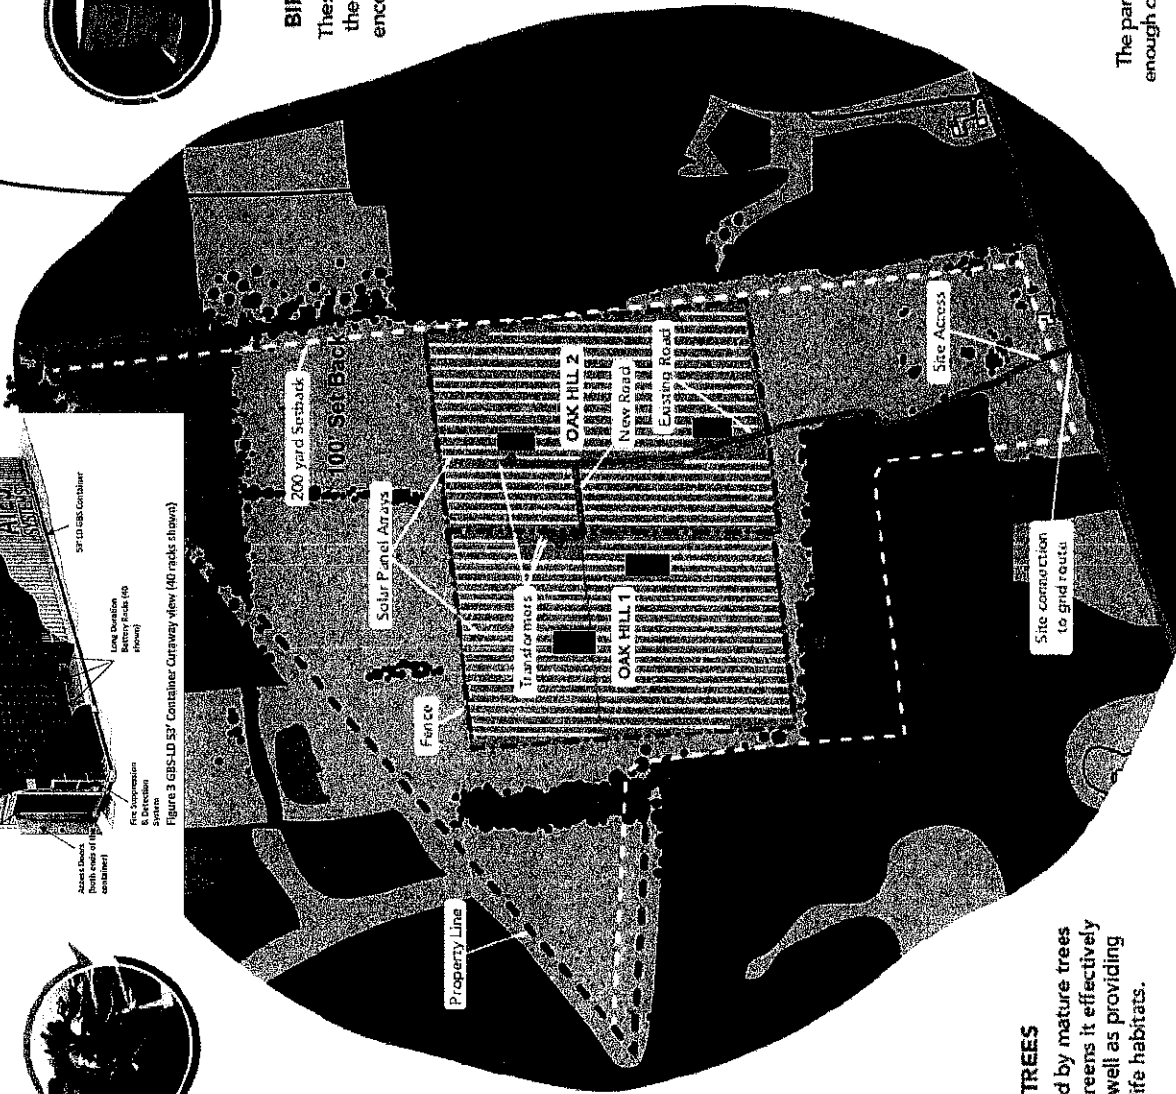 BI
Thes
the
enco
The par
enough c
53' LD GBS Container
Long Duration
Battery Racks (40
shown)
Fire Suppression
& Detection
System
Access Doors
(both ends of the
container)
Figure 3 GBS-LD 53' Container Cutaway view (40 racks shown)
200 yard Setback
100 Set Back
Solar Panel Arrays
Fence
Transformers
OAK HILL 1
OAK HILL 2
New Road
Existing Road
Site Access
Site connection
to grid route
Property Line
TREES
d by mature trees
reens it effectively
well as providing
ife habitats.